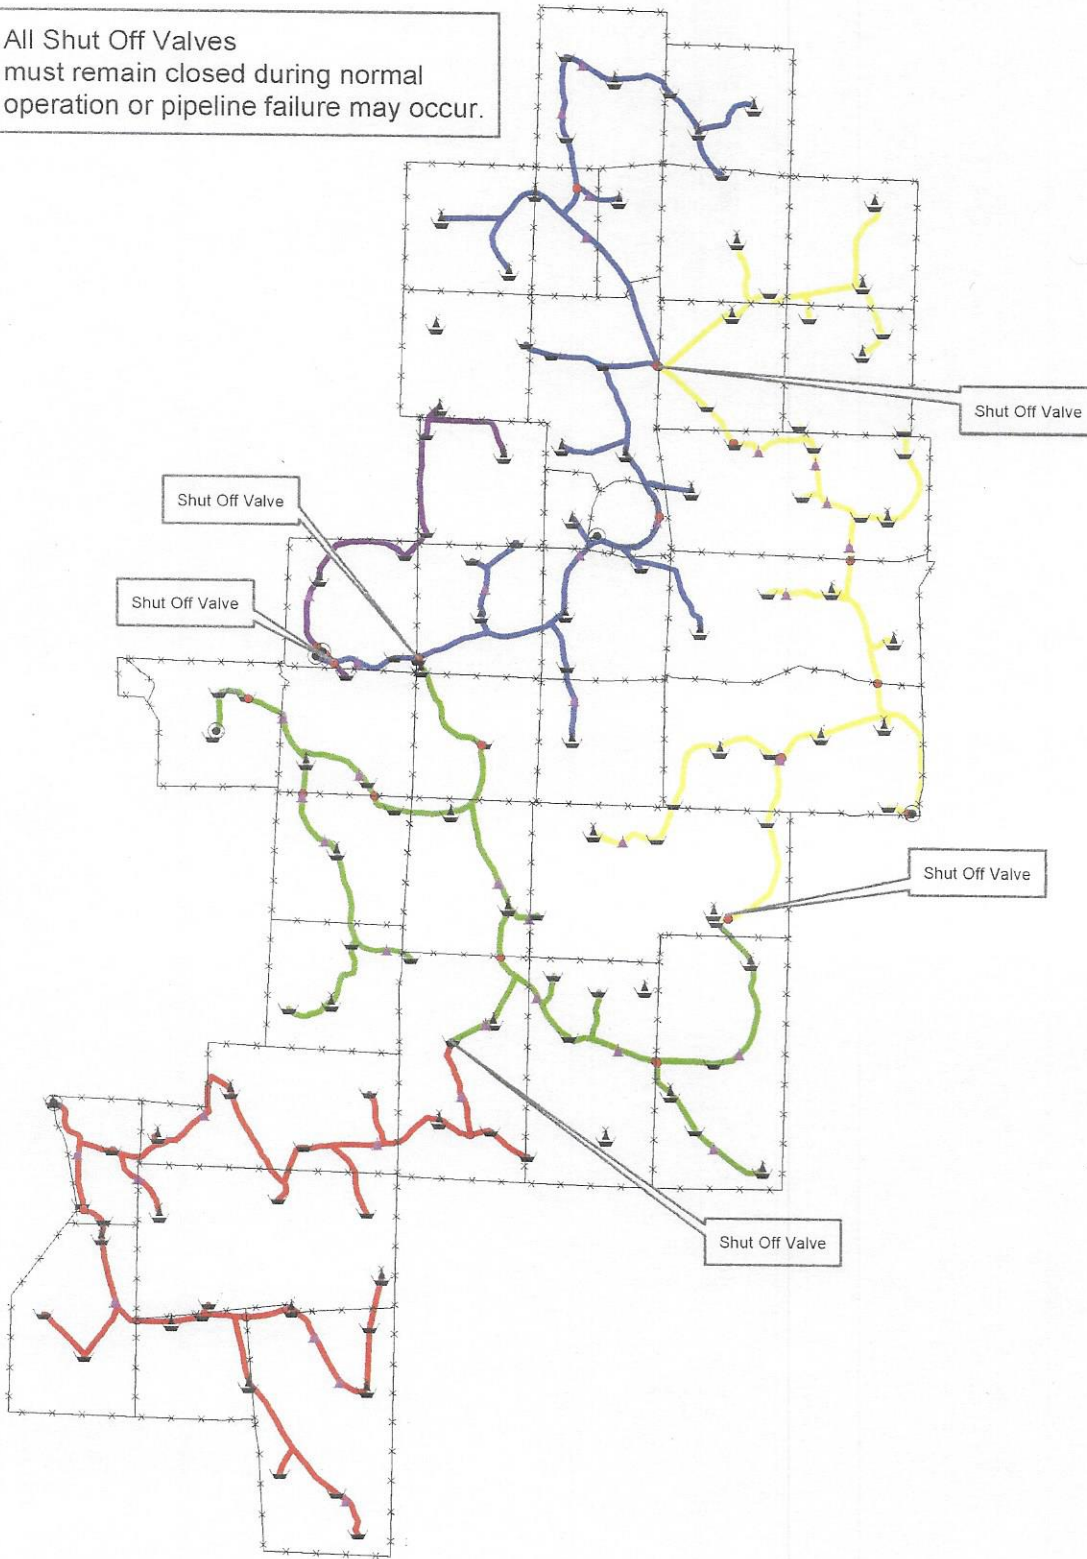 All Shut Off Valves
must remain closed during normal
operation or pipeline failure may occur.
Shut Off Valve
Shut Off Valve
Shut Off Valve
Shut Off Valve
Shut Off Valve